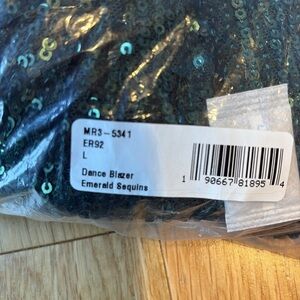 MR3-5341
ER92
L
Dance Blazer
Emerald Sequins
1 90667 81895 4